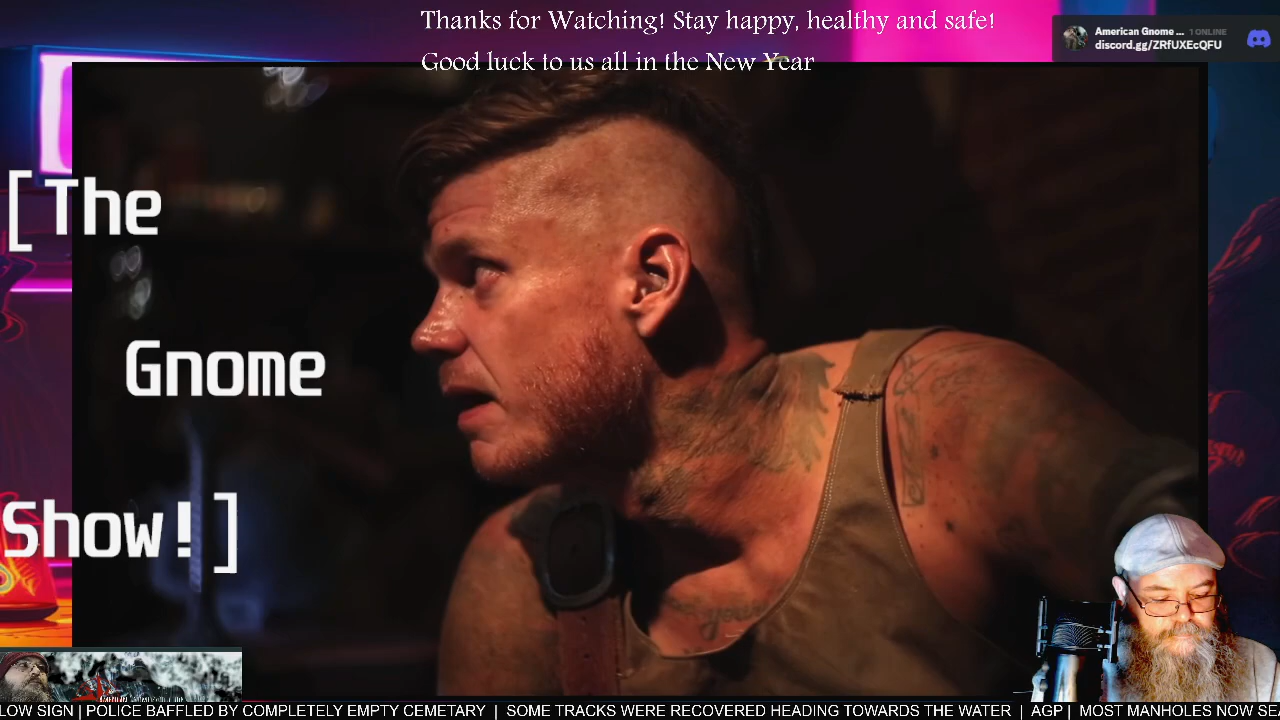 Thanks for Watching! Stay happy, healthy and safe!
Good luck to us all in the New Year
American Gnome ... 1 ONLINE
discord.gg/ZRfUXEcQFU
[The
Gnome
Show!]
LOW SIGN | POLICE BAFFLED BY COMPLETELY EMPTY CEMETARY | SOME TRACKS WERE RECOVERED HEADING TOWARDS THE WATER | AGP | MOST MANHOLES NOW SE